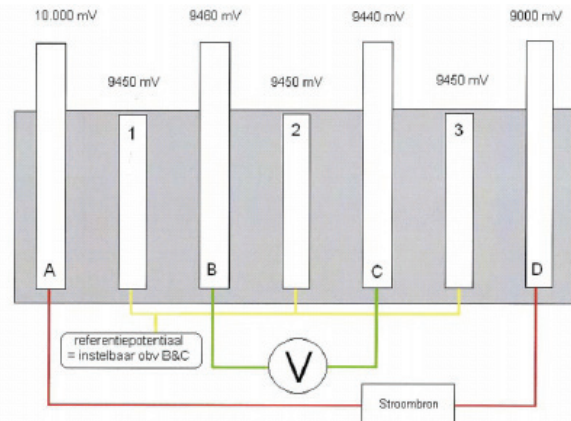 10.000 mV
9460 mV
9440 mV
9000 mV
9450 mV
9450 mV
9450 mV
1
2
3
A
B
C
D
referentiepotentiaal
= instelbaar obv B&C
V
Stroombron